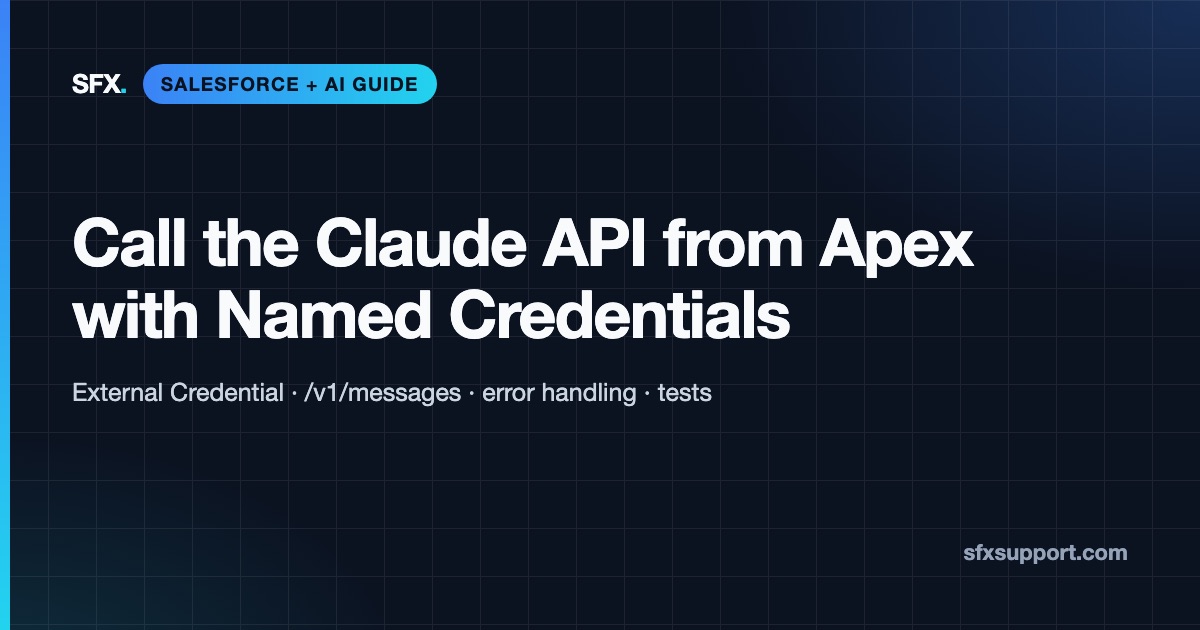 SFX.
SALESFORCE + AI GUIDE
Call the Claude API from Apex
with Named Credentials
External Credential · /v1/messages · error handling · tests
sfxsupport.com